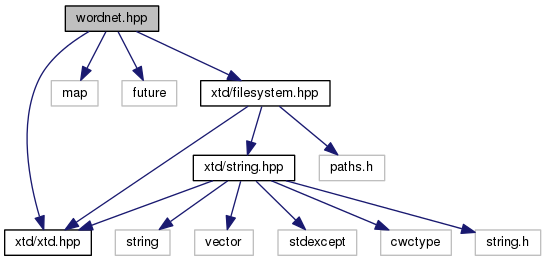 wordnet.hpp
map
future
xtd/filesystem.hpp
xtd/string.hpp
paths.h
xtd/xtd.hpp
string
vector
stdexcept
cwctype
string.h